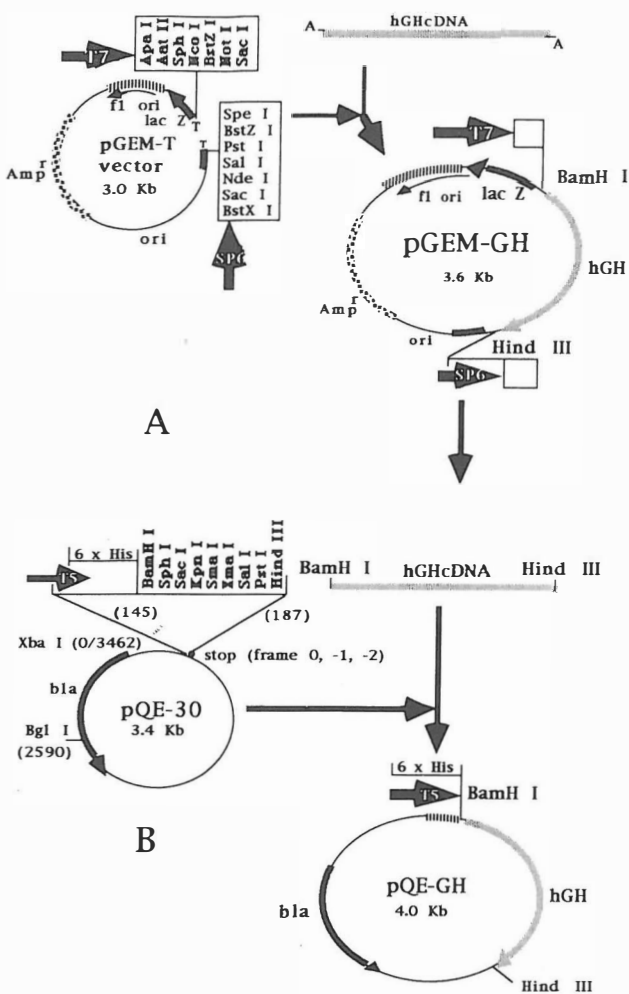 Apa I
Aat II
Sph I
Nco I
BstZ I
Not I
Sac I
T7
f1 ori
lac Z
T
T
pGEM-T
vector
3.0 Kb
Amp r
ori
Spe I
BstZ I
Pst I
Sal I
Nde I
Sac I
BstX I
SP6
A
hGHcDNA
A
T7
BamH I
f1 ori
lac Z
pGEM-GH
3.6 Kb
hGH
Amp r
ori
Hind III
SP6
A
6 x His
T5
BamH I
Sph I
Sac I
Kpn I
Sma I
Xma I
Sal I
Pst I
Hind III
BamH I
hGHcDNA
Hind III
(145)
(187)
Xba I (0/3462)
stop (frame 0, -1, -2)
bla
pQE-30
3.4 Kb
Bgl I
(2590)
B
6 x His
T5
BamH I
pQE-GH
4.0 Kb
bla
hGH
Hind III